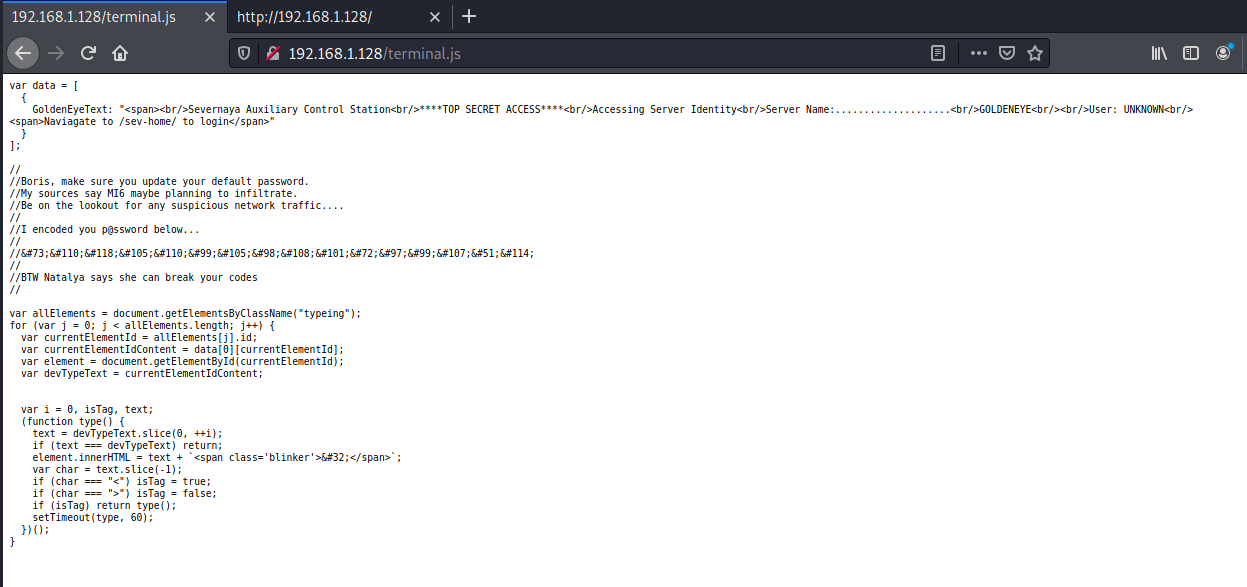 192.168.1.128/terminal.js
http://192.168.1.128/
192.168.1.128/terminal.js
var data = [
  {
    GoldenEyeText: "<span><br/>Severnaya Auxiliary Control Station<br/>****TOP SECRET ACCESS****<br/>Accessing Server Identity<br/>Server Name:....................<br/>GOLDENEYE<br/><br/>User: UNKNOWN<br/>
<span>Naviagate to /sev-home/ to login</span>"
  }
];
//
//Boris, make sure you update your default password.
//My sources say MI6 maybe planning to infiltrate.
//Be on the lookout for any suspicious network traffic....
//
//I encoded you p@ssword below...
//
//&#73;&#110;&#118;&#105;&#110;&#99;&#105;&#98;&#108;&#101;&#72;&#97;&#99;&#107;&#51;&#114;
//
//BTW Natalya says she can break your codes
//
var allElements = document.getElementsByClassName("typeing");
for (var j = 0; j < allElements.length; j++) {
  var currentElementId = allElements[j].id;
  var currentElementIdContent = data[0][currentElementId];
  var element = document.getElementById(currentElementId);
  var devTypeText = currentElementIdContent;
  var i = 0, isTag, text;
  (function type() {
    text = devTypeText.slice(0, ++i);
    if (text === devTypeText) return;
    element.innerHTML = text + `<span class='blinker'>&#32;</span>`;
    var char = text.slice(-1);
    if (char === "<") isTag = true;
    if (char === ">") isTag = false;
    if (isTag) return type();
    setTimeout(type, 60);
  })();
}